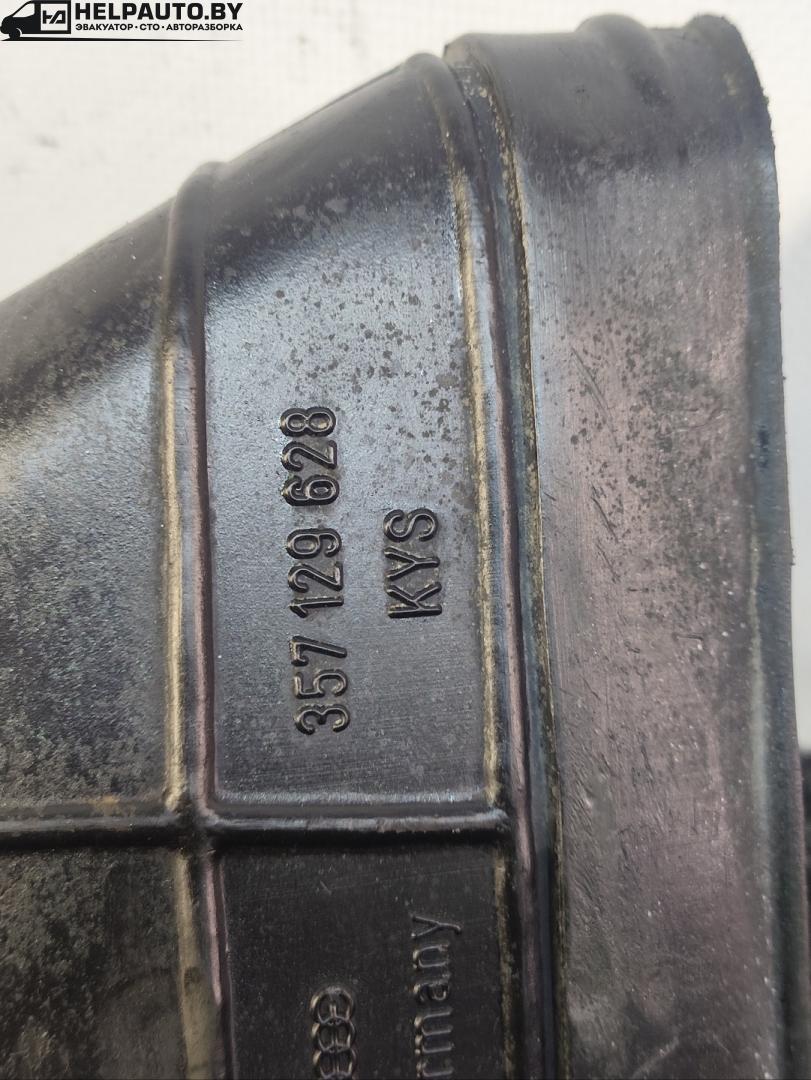 HELPAUTO.BY
ЭВАКУАТОР • СТО • АВТОРАЗБОРКА
357 129 628
KYS
rmany